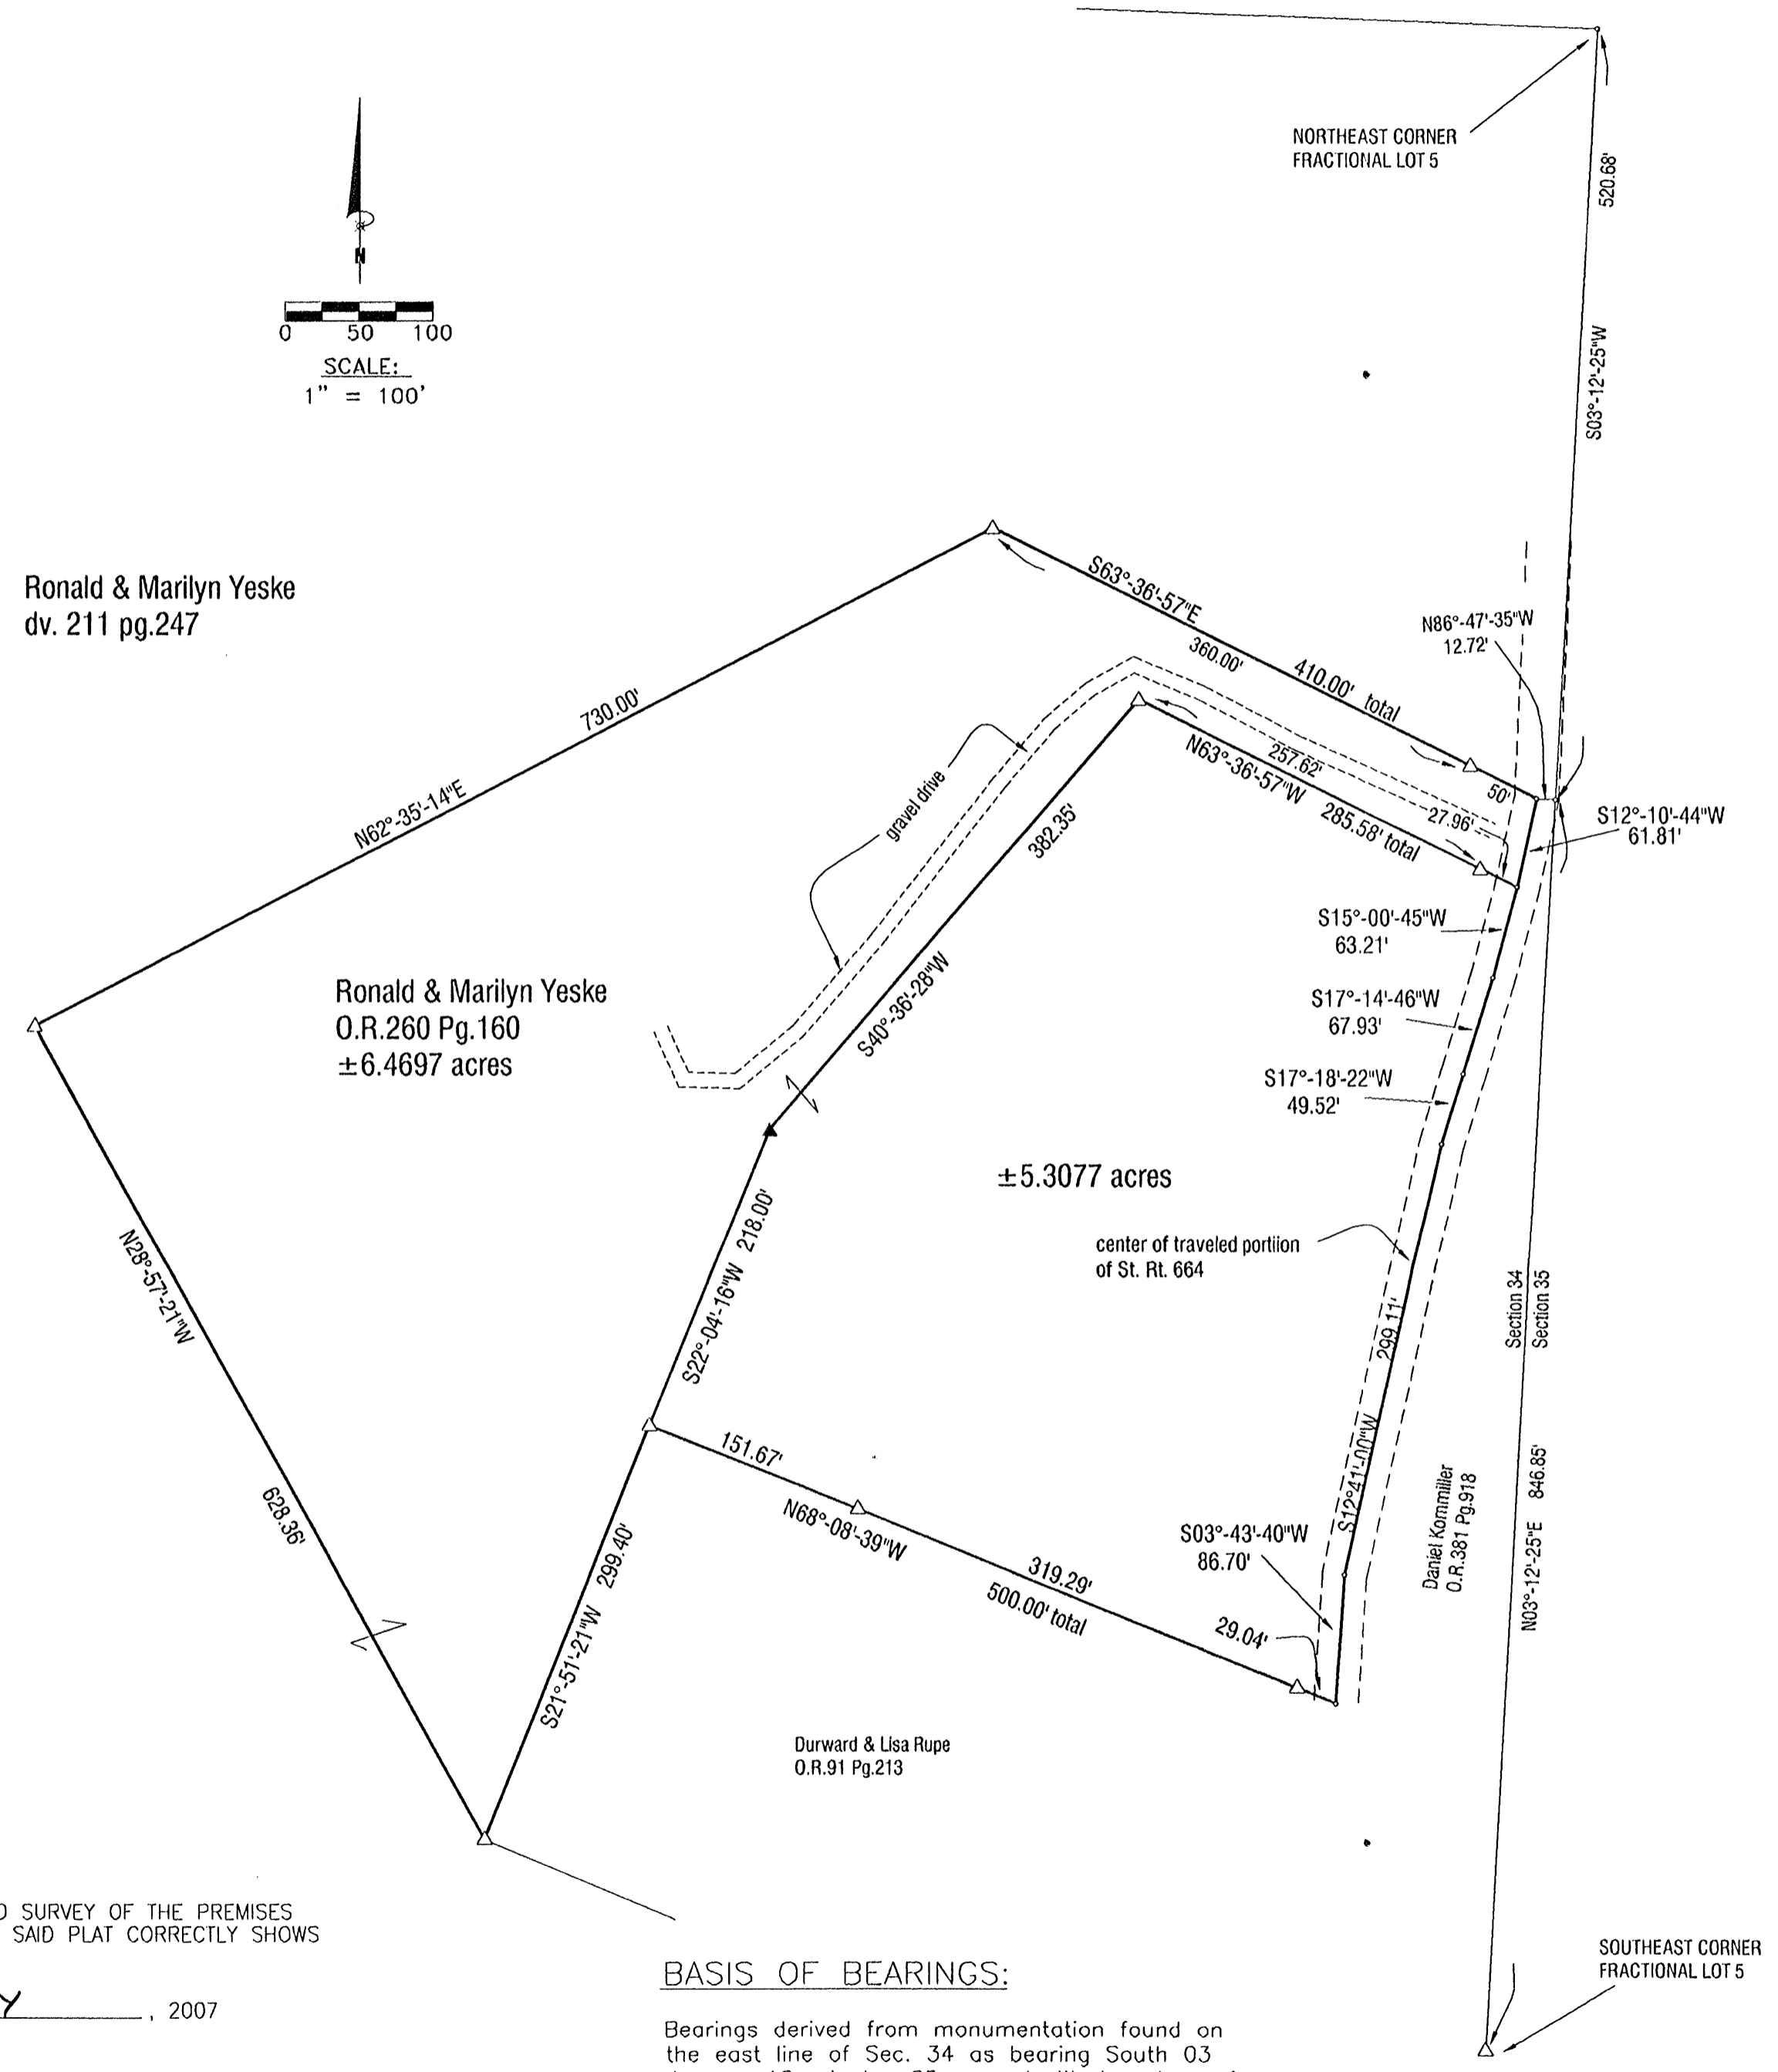 NORTHEAST CORNER
FRACTIONAL LOT 5
520.68'
S03°-12'-25"W
N
0 50 100
SCALE:
1" = 100'
Ronald & Marilyn Yeske
dv. 211 pg.247
S63°-36'-57"E
360.00'
410.00' total
50'
N86°-47'-35"W
12.72'
730.00'
N62°-35'-14"E
gravel drive
382.35'
S40°-36'-28"W
257.62'
N63°-36'-57"W
27.96'
285.58' total
S12°-10'-44"W
61.81'
S15°-00'-45"W
63.21'
S17°-14'-46"W
67.93'
S17°-18'-22"W
49.52'
Ronald & Marilyn Yeske
O.R.260 Pg.160
±6.4697 acres
±5.3077 acres
center of traveled portiion
of St. Rt. 664
299.11'
S12°41'-00"W
Section 34
Section 35
N28°-57'-21"W
628.36'
S22°-04'-16"W 218.00'
151.67'
N68°-08'-39"W
319.29'
500.00' total
29.04'
S03°-43'-40"W
86.70'
Daniel Kommiller
O.R.381 Pg.918
N03°-12'-25"E 846.85'
S21°-51'-21"W 299.40'
Durward & Lisa Rupe
O.R.91 Pg.213
SURVEY OF THE PREMISES
SAID PLAT CORRECTLY SHOWS
, 2007
BASIS OF BEARINGS:
Bearings derived from monumentation found on
the east line of Sec. 34 as bearing South 03
SOUTHEAST CORNER
FRACTIONAL LOT 5